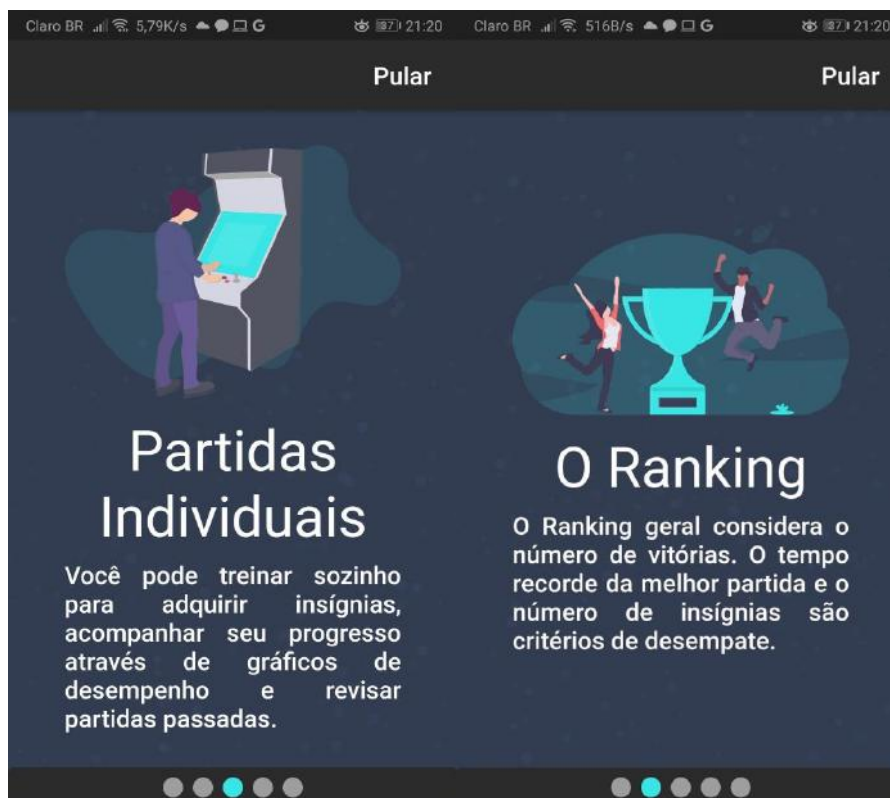 Claro BR 5,79K/s G 87 21:20
Pular
Partidas
Individuais
Você pode treinar sozinho
para adquirir insígnias,
acompanhar seu progresso
através de gráficos de
desempenho e revisar
partidas passadas.
Claro BR 516B/s G 87 21:20
Pular
O Ranking
O Ranking geral considera o
número de vitórias. O tempo
recorde da melhor partida e o
número de insígnias são
critérios de desempate.